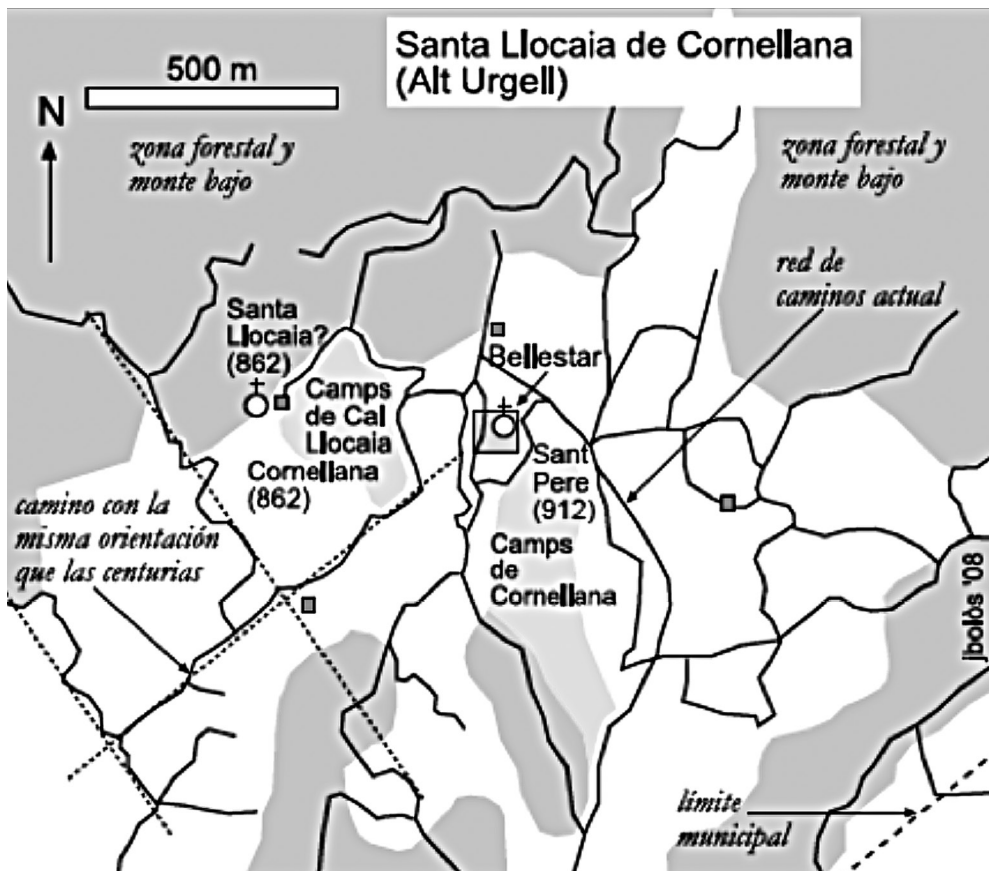 Santa Llocaia de Cornellana
(Alt Urgell)
500 m
N
zona forestal y
monte bajo
zona forestal y
monte bajo
red de
caminos actual
Santa
Llocaia?
(862)
Bellestar
Camps
de Cal
Llocaia
Cornellana
(862)
Sant
Pere
(912)
camino con la
misma orientación
que las centurias
Camps
de
Cornellana
jbolòs '08
límite
municipal